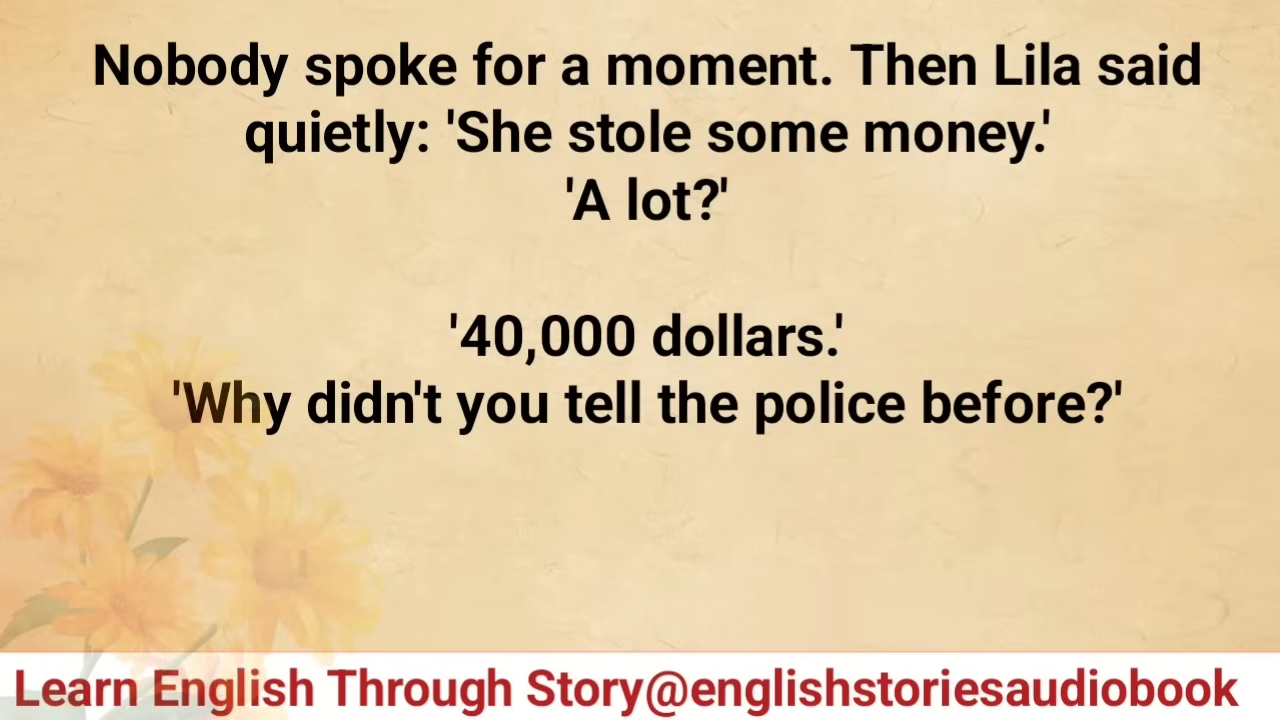 Nobody spoke for a moment. Then Lila said
quietly: 'She stole some money.'
'A lot?'
'40,000 dollars.'
'Why didn't you tell the police before?'
Learn English Through Story@englishstoriesaudiobook